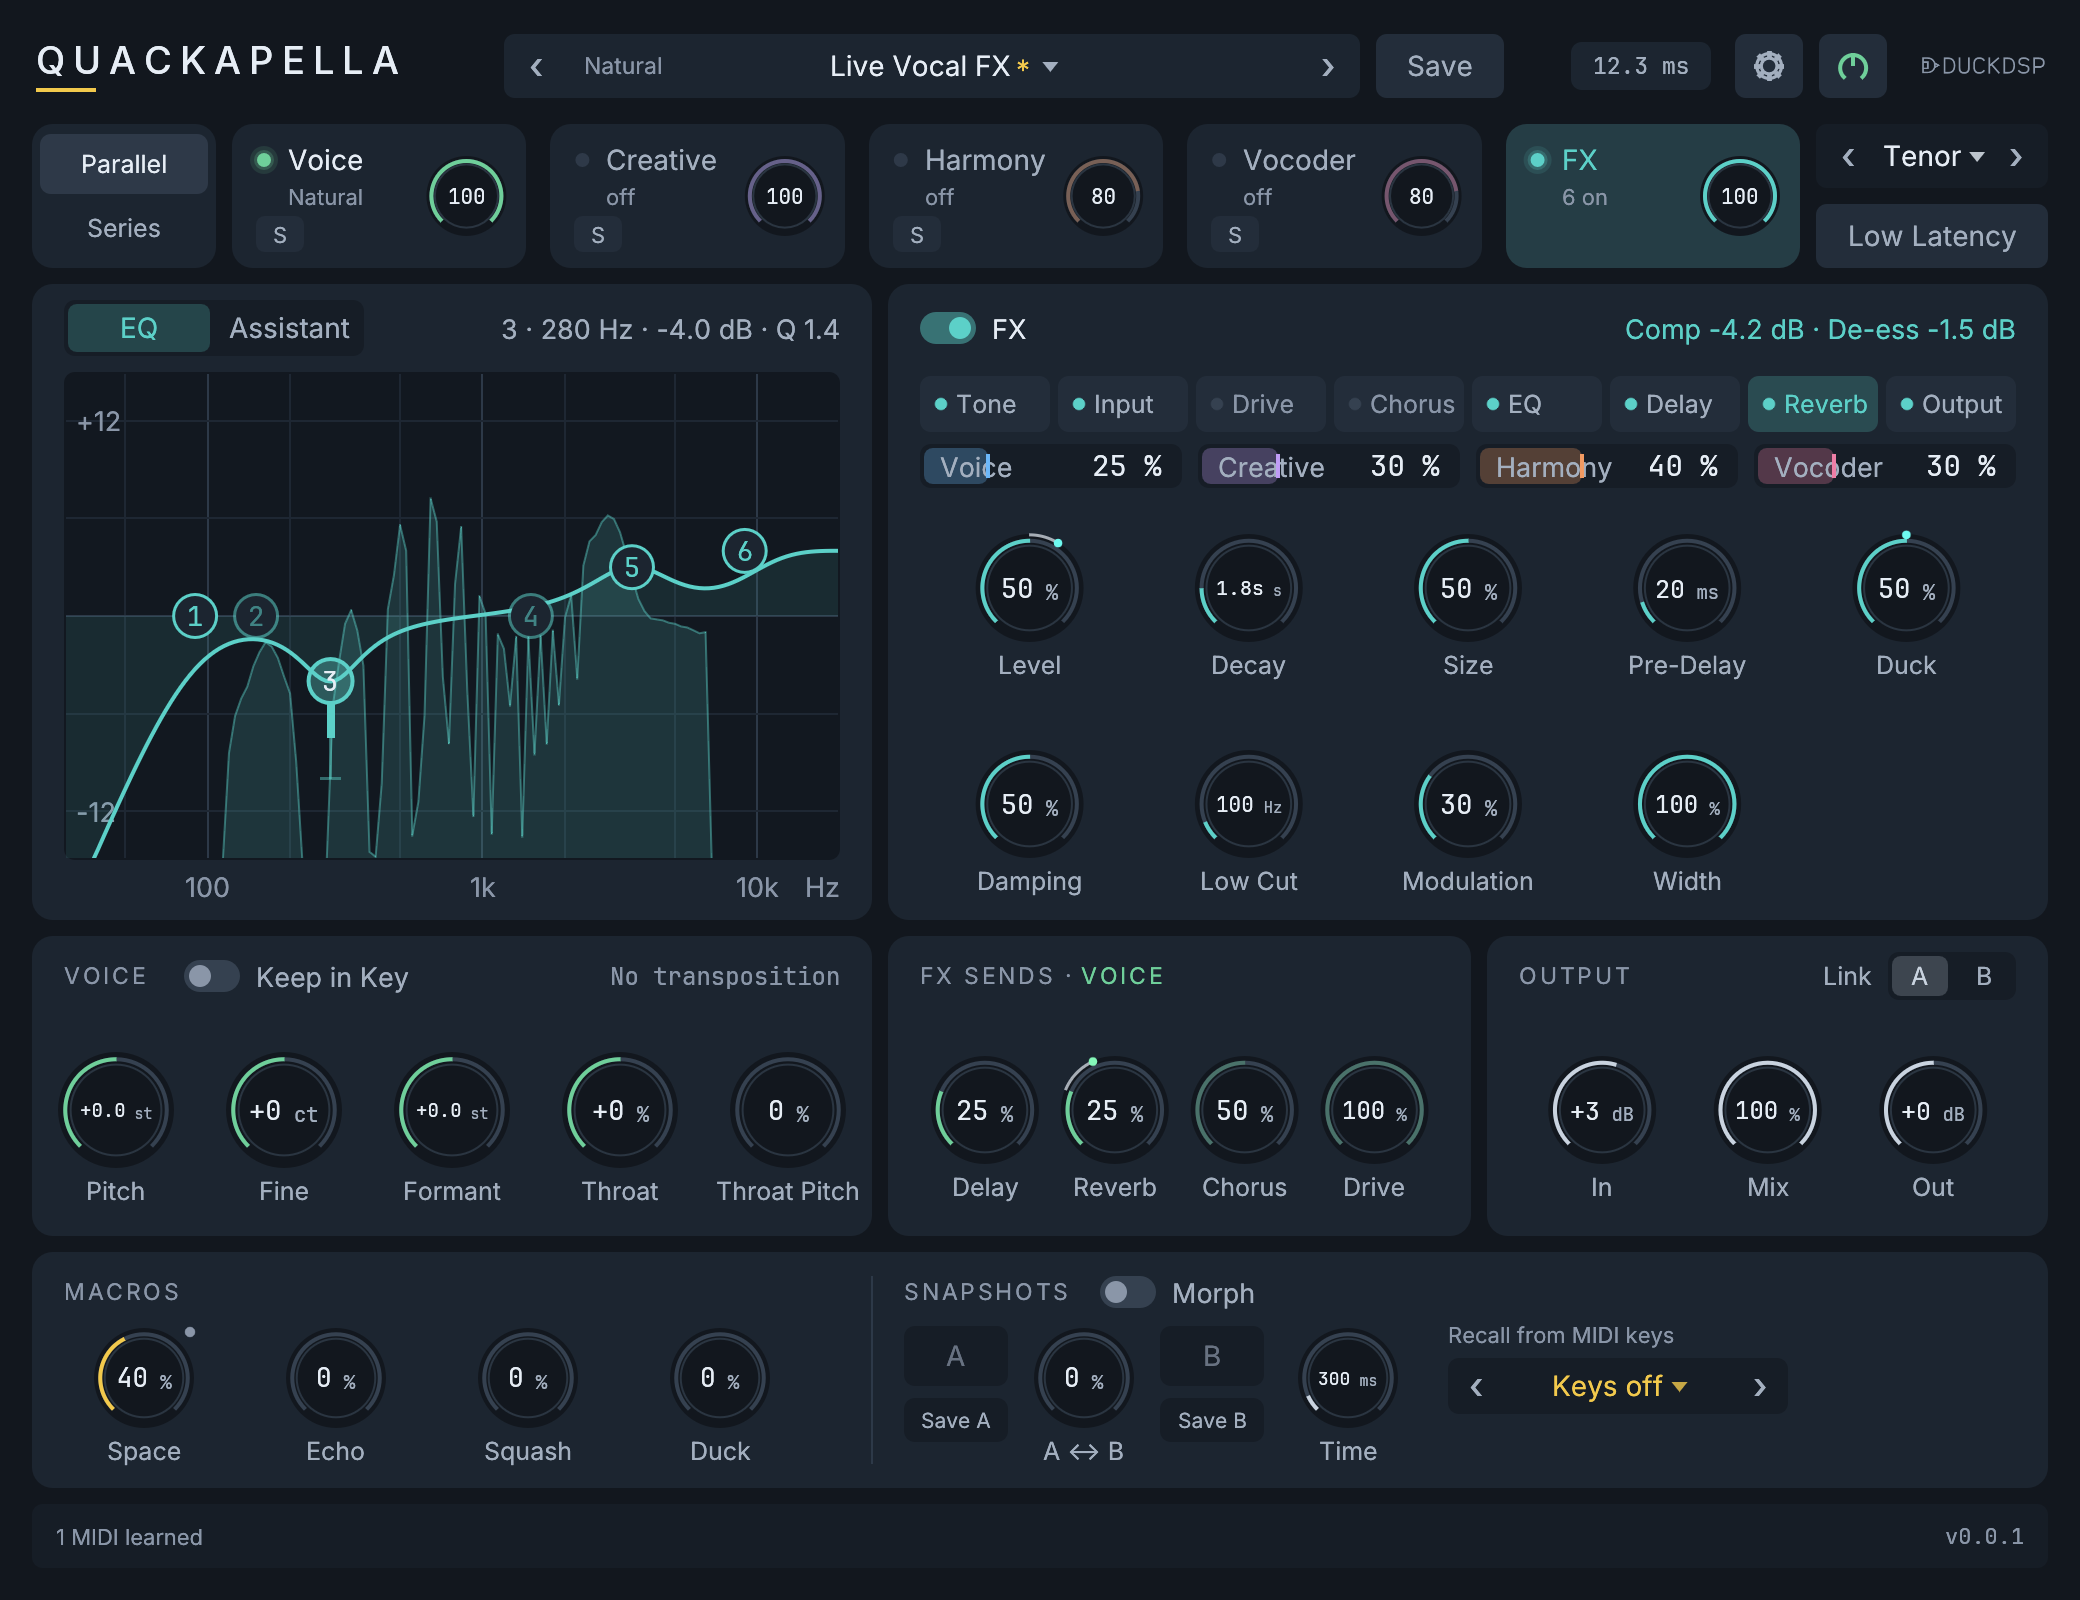 QUACKAPELLA
‹ Natural Live Vocal FX* ›
Save
12.3 ms
DUCKDSP
Parallel
Series
Voice
Natural
S
100
Creative
off
S
100
Harmony
off
S
80
Vocoder
off
S
80
FX
6 on
100
‹ Tenor ›
Low Latency
EQ Assistant 3 · 280 Hz · -4.0 dB · Q 1.4
+12
-12
1 2 3 4 5 6
100 1k 10k Hz
FX Comp -4.2 dB · De-ess -1.5 dB
Tone Input Drive Chorus EQ Delay Reverb Output
Voice 25 % Creative 30 % Harmony 40 % Vocoder 30 %
50 % 1.8s s 50 % 20 ms 50 %
Level Decay Size Pre-Delay Duck
50 % 100 Hz 30 % 100 %
Damping Low Cut Modulation Width
VOICE Keep in Key No transposition
+0.0 st +0 ct +0.0 st +0 % 0 %
Pitch Fine Formant Throat Throat Pitch
FX SENDS · VOICE
25 % 25 % 50 % 100 %
Delay Reverb Chorus Drive
OUTPUT Link A B
+3 dB 100 % +0 dB
In Mix Out
MACROS
40 % 0 % 0 % 0 %
Space Echo Squash Duck
SNAPSHOTS Morph
A 0 % B 300 ms
Save A Save B
A ↔ B Time
Recall from MIDI keys
‹ Keys off ›
1 MIDI learned
v0.0.1